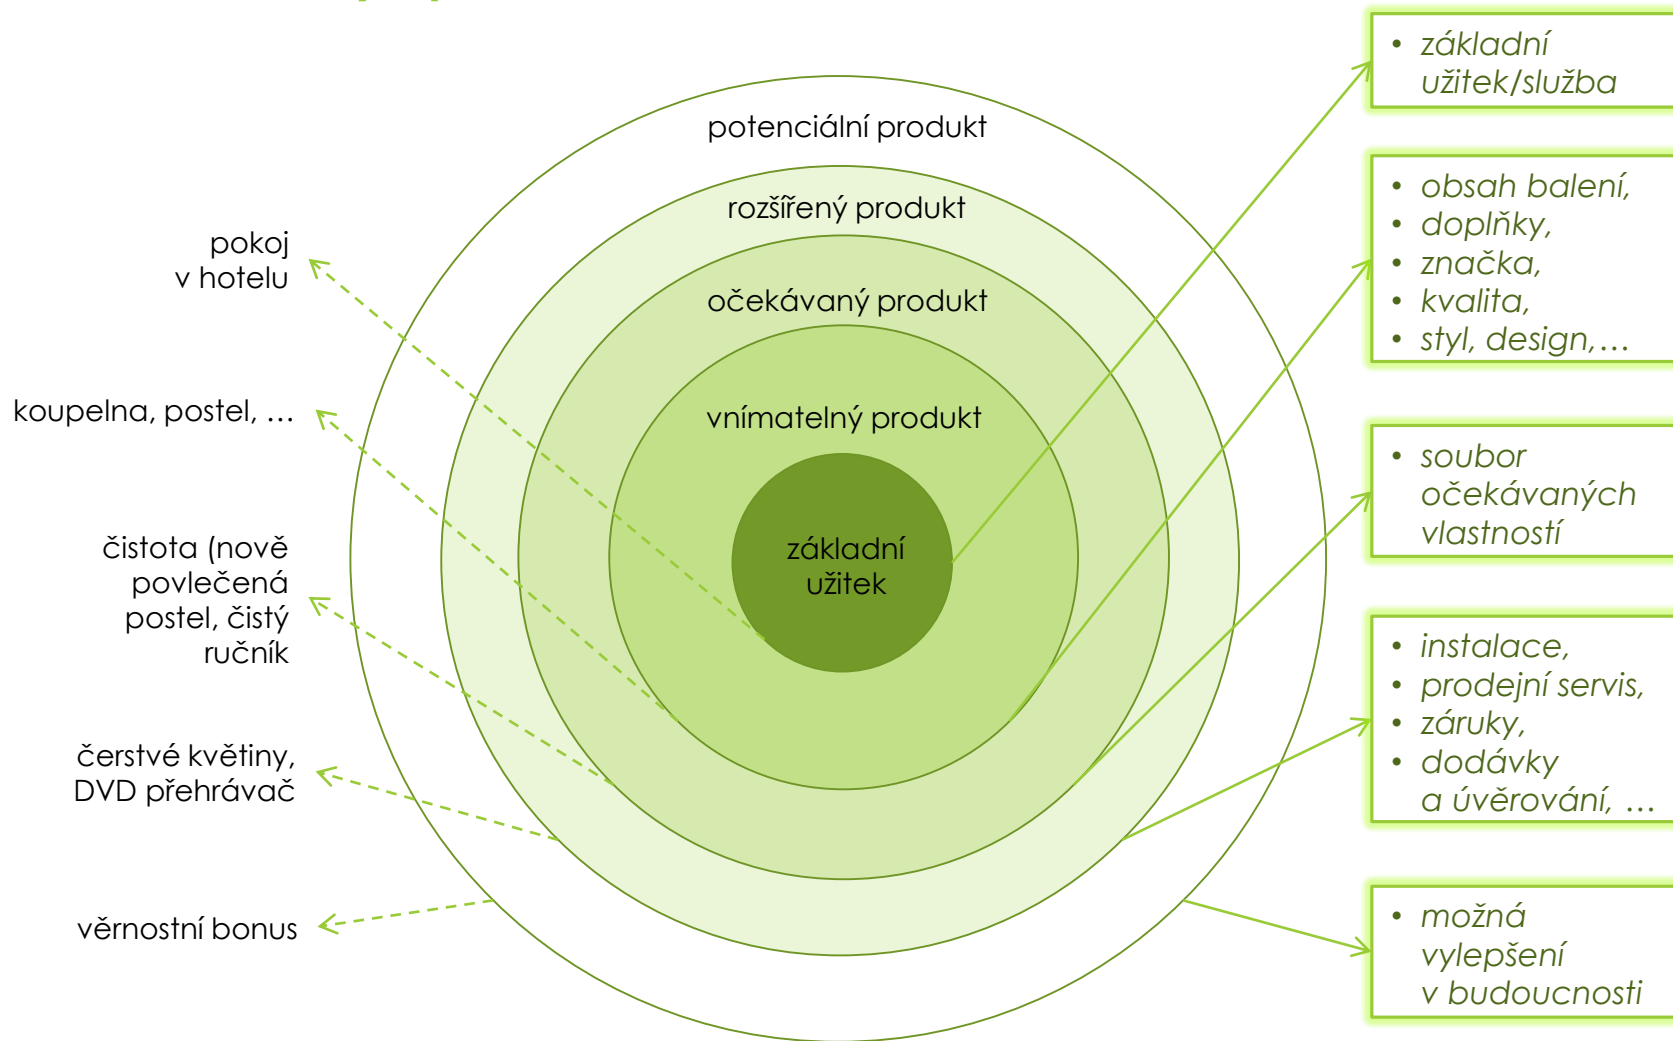 potenciální produkt
rozšířený produkt
očekávaný produkt
vnímatelný produkt
základní
užitek
pokoj
v hotelu
koupelna, postel, …
čistota (nově
povlečená
postel, čistý
ručník
čerstvé květiny,
DVD přehrávač
věrnostní bonus
• základní
užitek/služba
• obsah balení,
• doplňky,
• značka,
• kvalita,
• styl, design,…
• soubor
očekávaných
vlastností
• instalace,
• prodejní servis,
• záruky,
• dodávky
a úvěrování, …
• možná
vylepšení
v budoucnosti